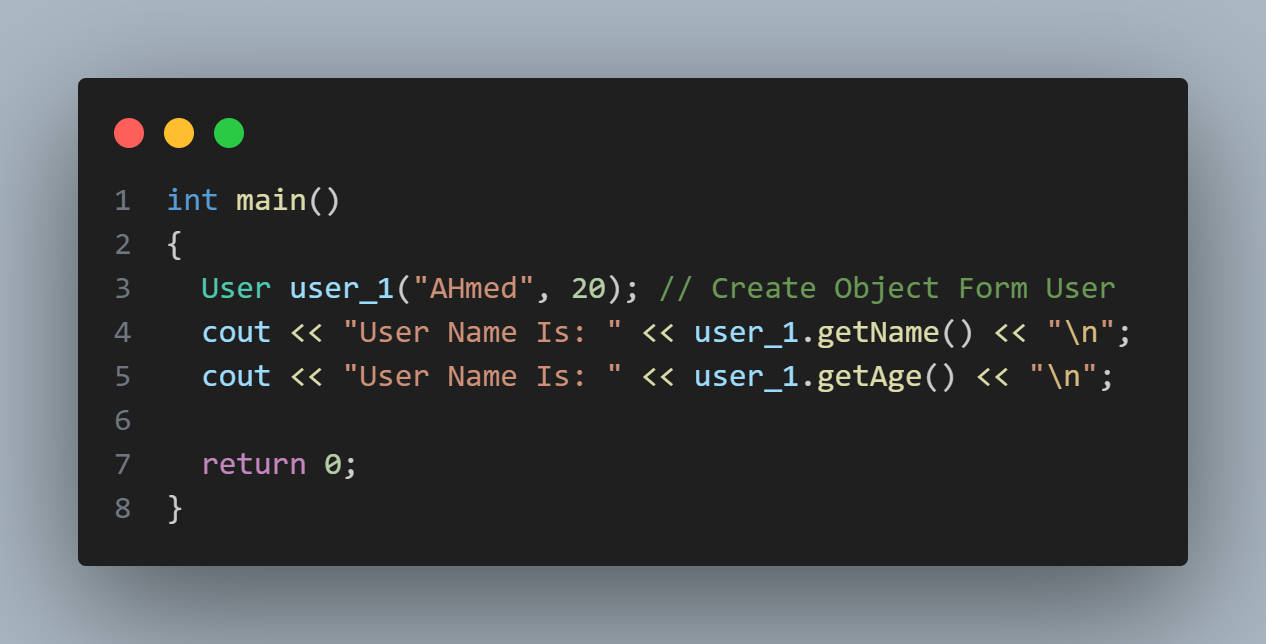 1 int main()
2 {
3   User user_1("AHmed", 20); // Create Object Form User
4   cout << "User Name Is: " << user_1.getName() << "\n";
5   cout << "User Name Is: " << user_1.getAge() << "\n";
6
7   return 0;
8 }